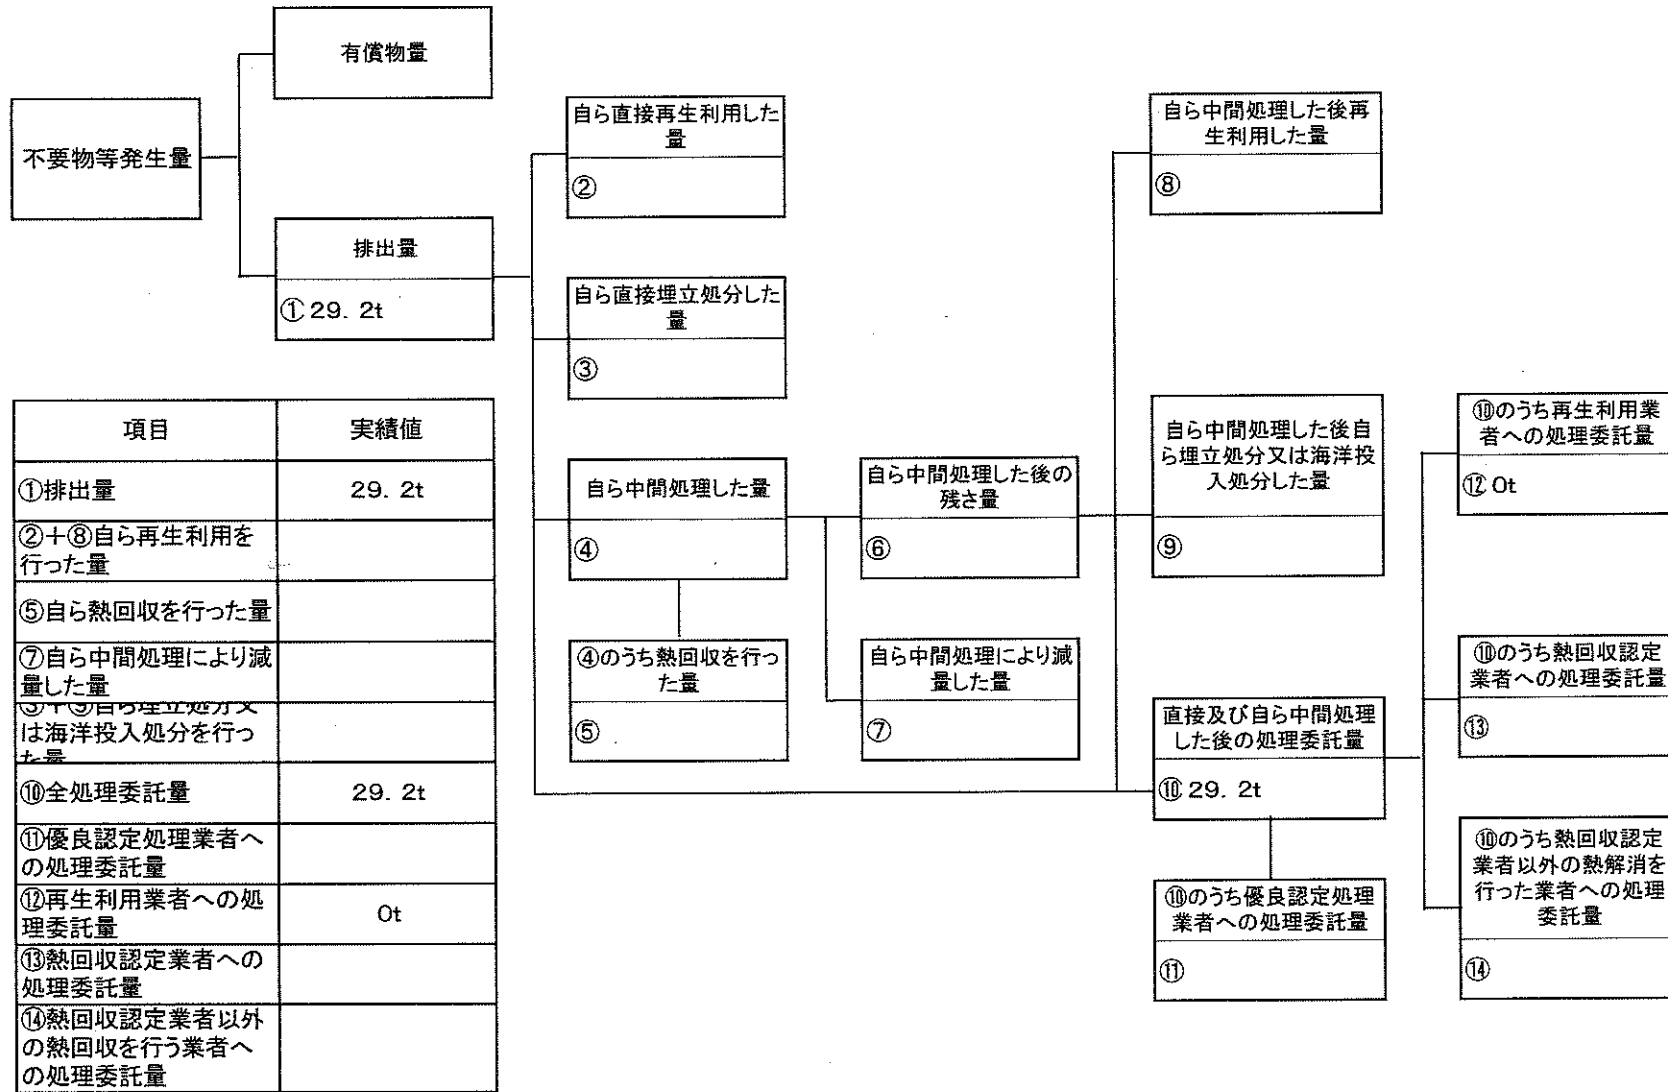 有償物量
不要物等発生量
排出量
① 29. 2t
自ら直接再生利用した
量
②
自ら直接埋立処分した
量
③
自ら中間処理した量
④
④のうち熱回収を行っ
た量
⑤
自ら中間処理した後の
残さ量
⑥
自ら中間処理により減
量した量
⑦
自ら中間処理した後再
生利用した量
⑧
自ら中間処理した後自
ら埋立処分又は海洋投
入処分した量
⑨
直接及び自ら中間処理
した後の処理委託量
⑩ 29. 2t
⑩のうち優良認定処理
業者への処理委託量
⑪
⑩のうち再生利用業
者への処理委託量
⑫ 0t
⑩のうち熱回収認定
業者への処理委託量
⑬
⑩のうち熱回収認定
業者以外の熱解消を
行った業者への処理
委託量
⑭
項目 実績値
①排出量 29. 2t
②+⑧自ら再生利用を
行った量
⑤自ら熱回収を行った量
⑦自ら中間処理により減
量した量
③+⑨自ら埋立処分又
は海洋投入処分を行っ
た量
⑩全処理委託量 29. 2t
⑪優良認定処理業者へ
の処理委託量
⑫再生利用業者への処
理委託量 0t
⑬熱回収認定業者への
処理委託量
⑭熱回収認定業者以外
の熱回収を行う業者へ
の処理委託量